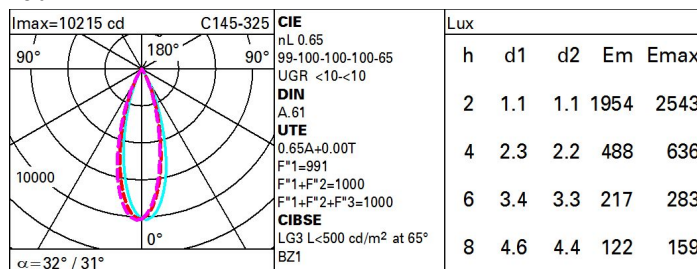 Imax=10215 cd C145-325
90° 180° 90°
10000
0°
α=32° / 31°
CIE
nL 0.65
99-100-100-100-65
UGR <10-<10
DIN
A.61
UTE
0.65A+0.00T
F"1=991
F"1+F"2=1000
F"1+F"2+F"3=1000
CIBSE
LG3 L<500 cd/m² at 65°
BZ1
Lux
h d1 d2 Em Emax
2 1.1 1.1 1954 2543
4 2.3 2.2 488 636
6 3.4 3.3 217 283
8 4.6 4.4 122 159